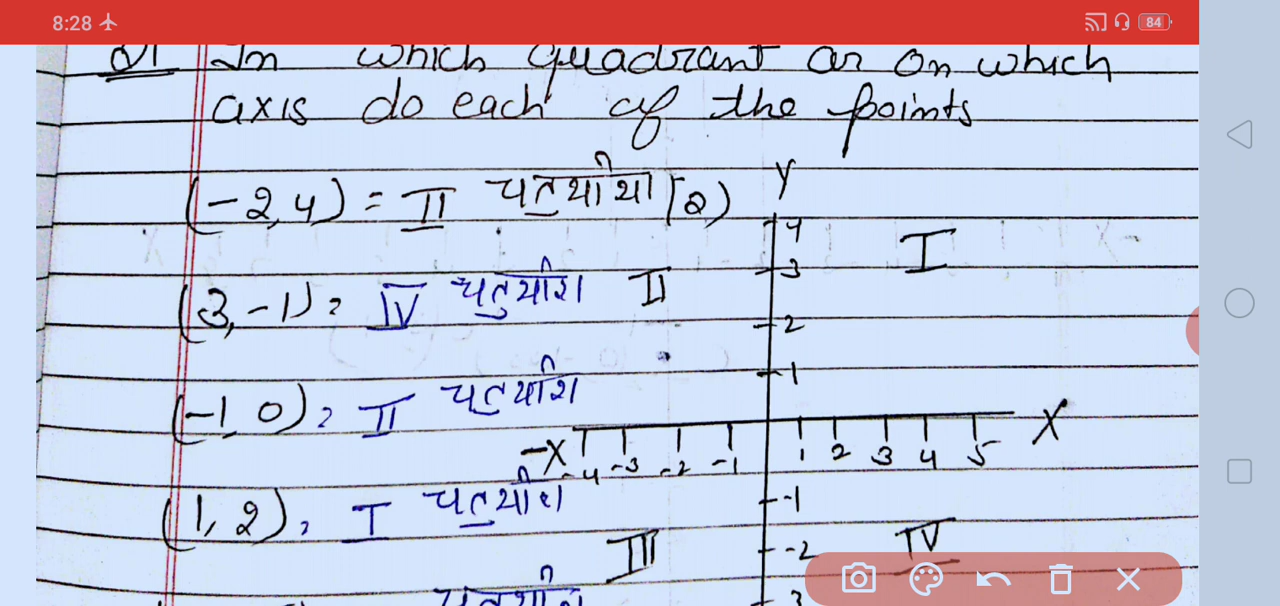 8:28
84
Q1 In which quadrant or on which
axis do each of the points
(-2, 4) = II (2)
Y
4
I
3
(3, -1) = IV चतुर्थांश II
2
1
(-1, 0) = II चतुर्थांश
-X -4 -3 -2 -1 1 2 3 4 5 X
(1, 2) = I चतुर्थांश
-1
III -2 IV
3